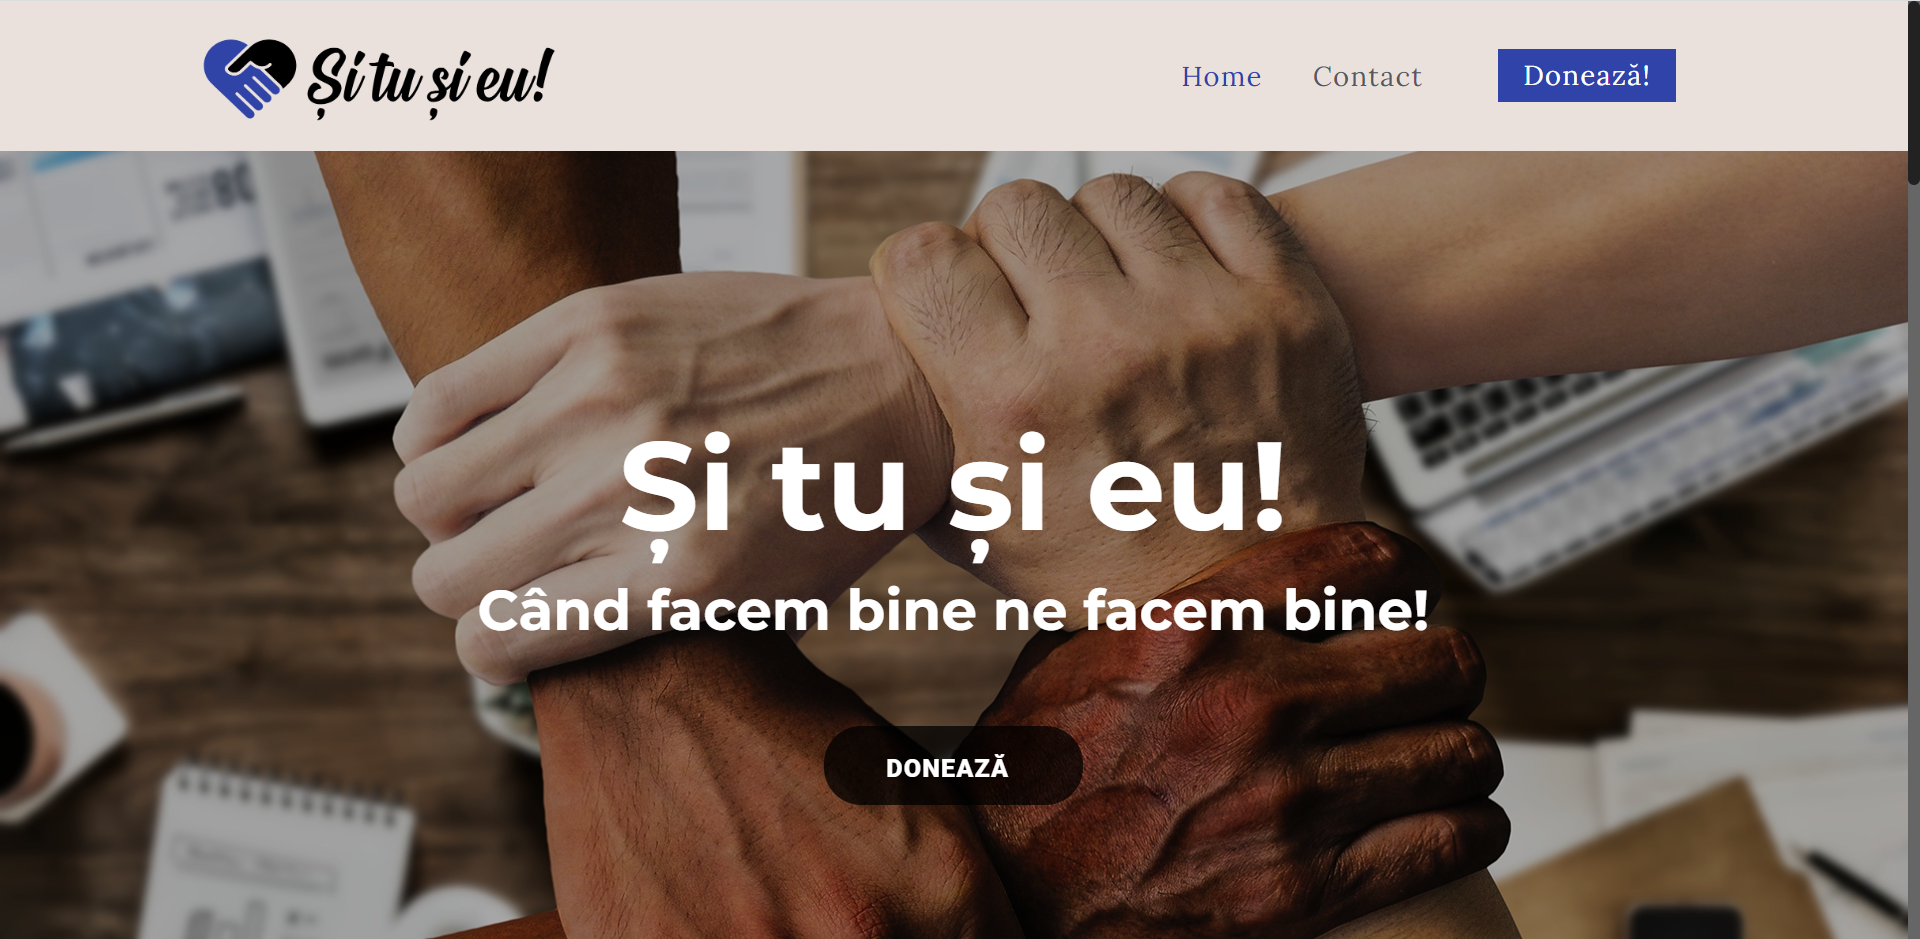 Și tu și eu!
Home
Contact
Donează!
Și tu și eu!
Când facem bine ne facem bine!
DONEAZĂ